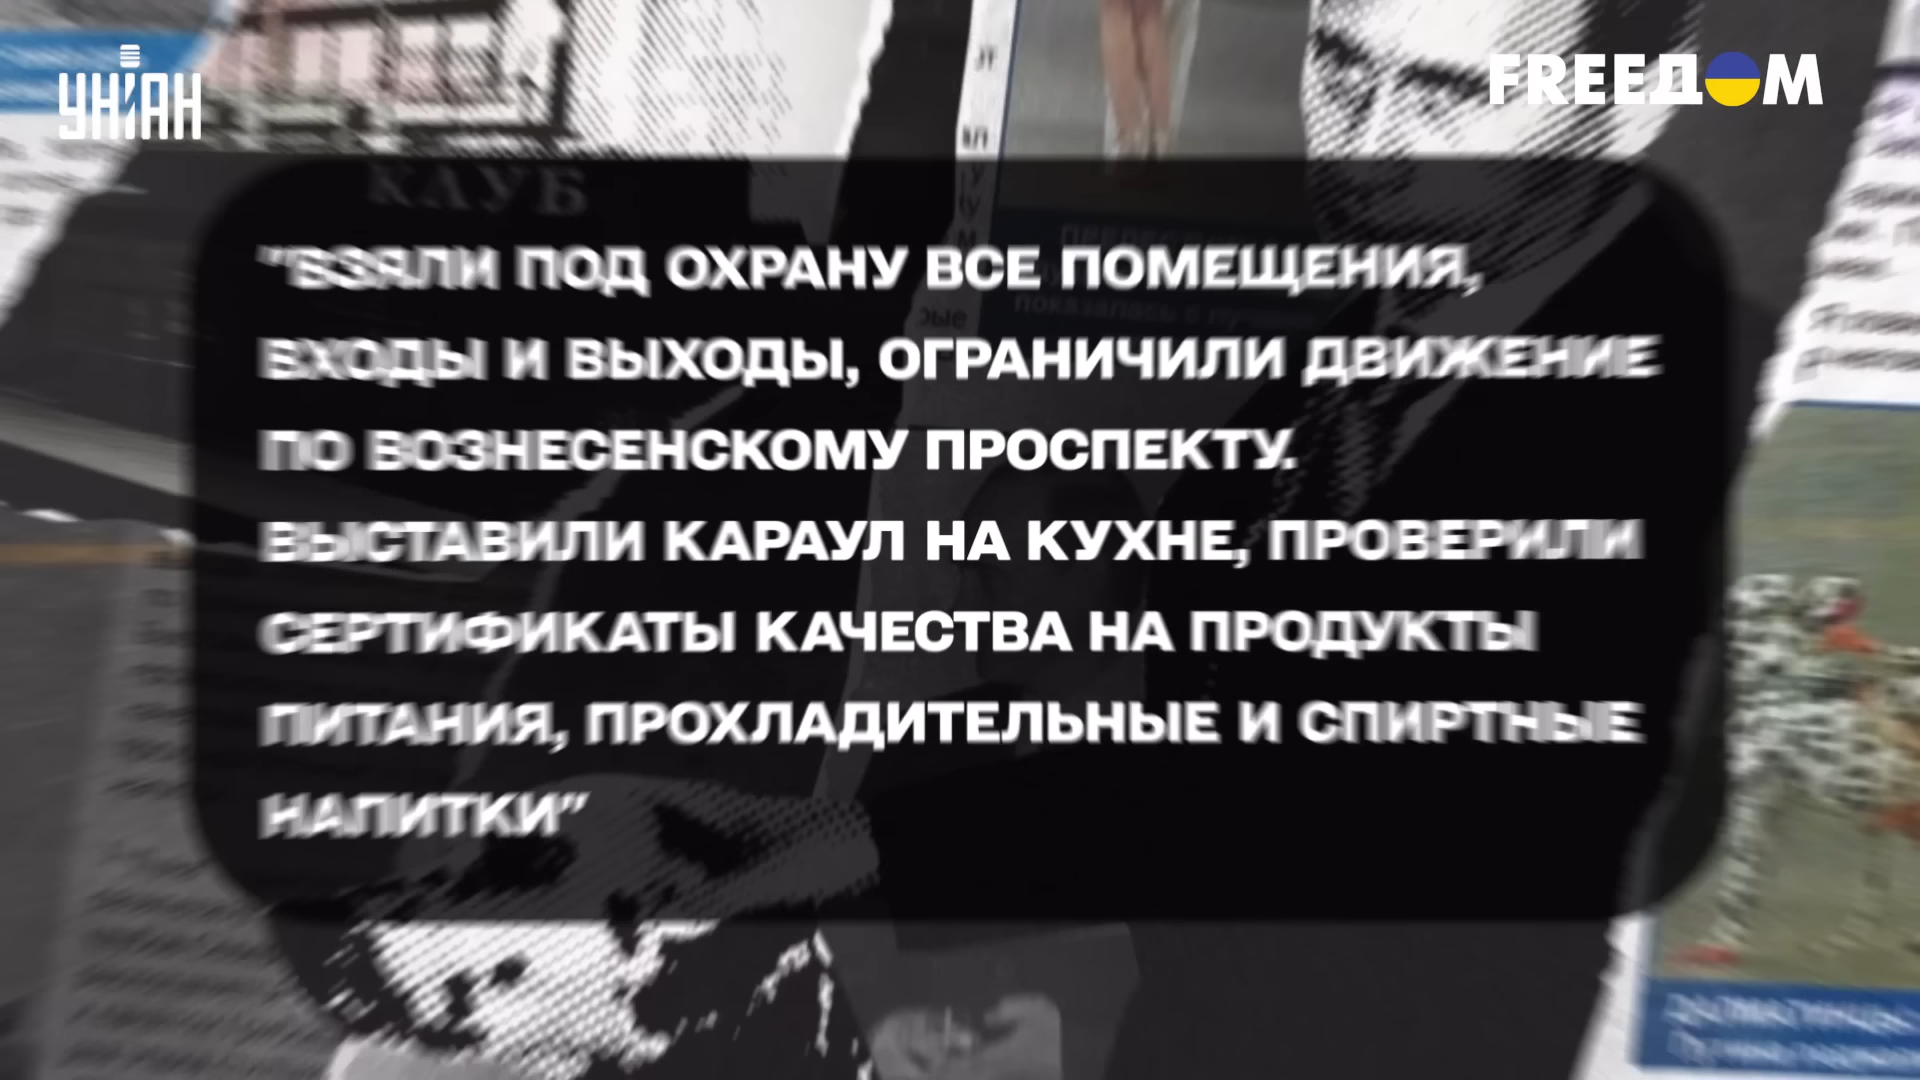 УНІАН
FREEДOM
КЛУБ
"ВЗЯЛИ ПОД ОХРАНУ ВСЕ ПОМЕЩЕНИЯ,
ВХОДЫ И ВЫХОДЫ, ОГРАНИЧИЛИ ДВИЖЕНИЕ
ПО ВОЗНЕСЕНСКОМУ ПРОСПЕКТУ.
ВЫСТАВИЛИ КАРАУЛ НА КУХНЕ, ПРОВЕРИЛИ
СЕРТИФИКАТЫ КАЧЕСТВА НА ПРОДУКТЫ
ПИТАНИЯ, ПРОХЛАДИТЕЛЬНЫЕ И СПИРТНЫЕ
НАПИТКИ"